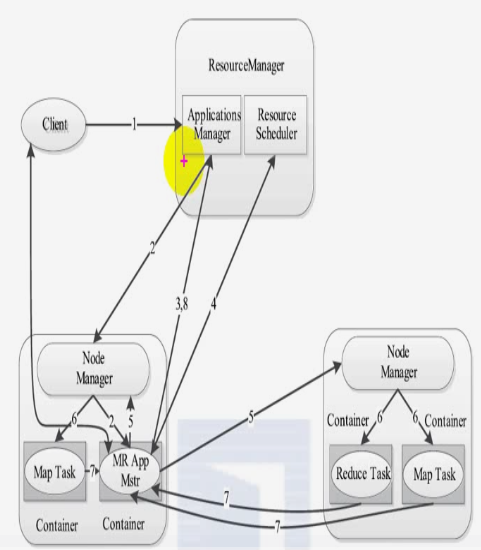 ResourceManager
Applications
Manager
Resource
Scheduler
Client
1
2
3,8
4
Node
Manager
6
2
5
Map Task
7
MR App
Mstr
Container
Container
5
Node
Manager
Container
6
6
Container
Reduce Task
Map Task
7
7